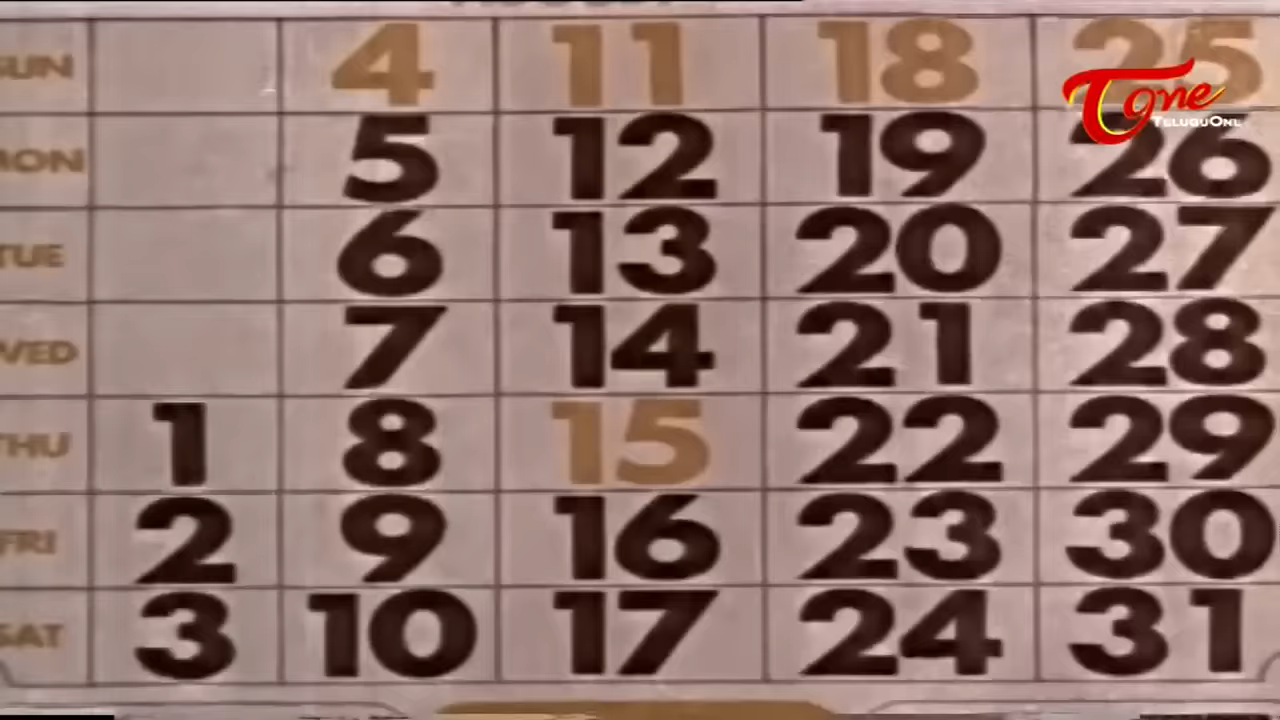 SUN 4 11 18 25
MON 5 12 19 26
TUE 6 13 20 27
WED 7 14 21 28
THU 1 8 15 22 29
FRI 2 9 16 23 30
SAT 3 10 17 24 31
Tone
TELUGUONE